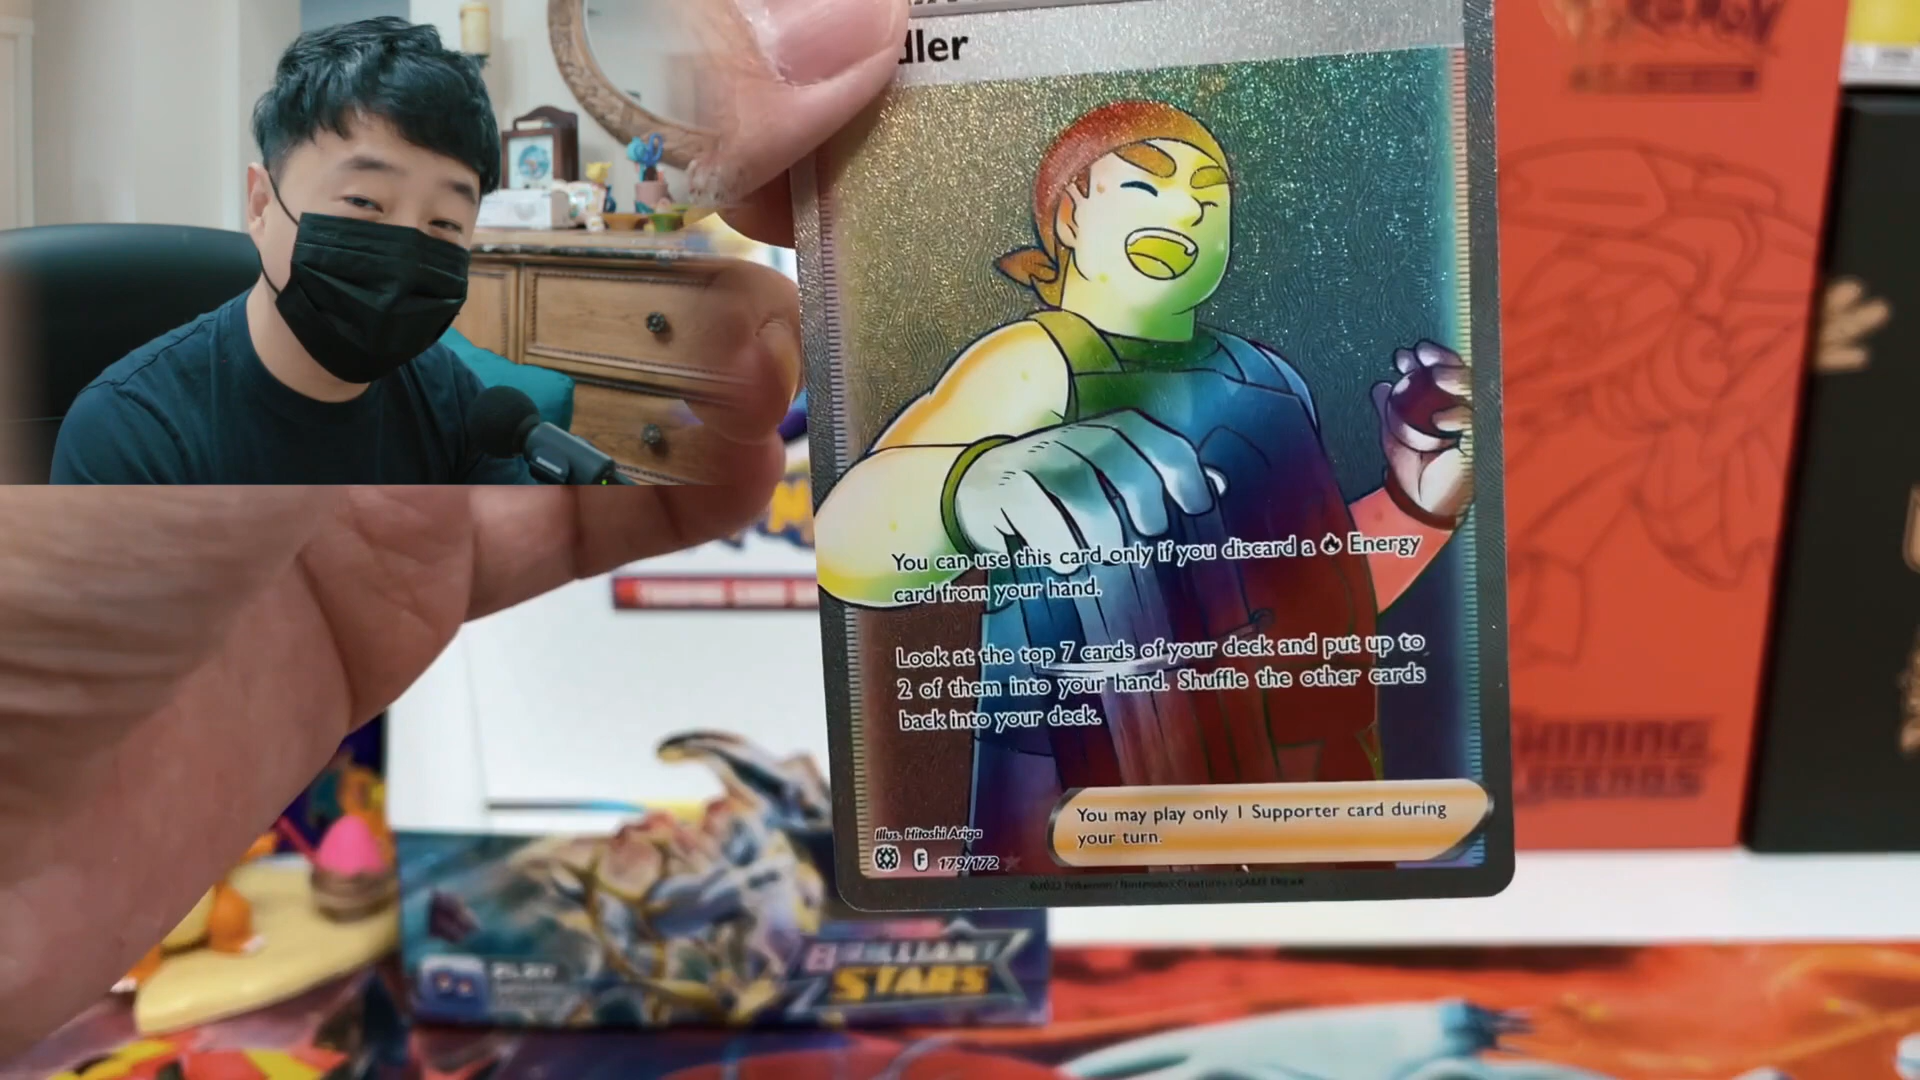 dler
You can use this card only if you discard a Energy
card from your hand.
Look at the top 7 cards of your deck and put up to
2 of them into your hand. Shuffle the other cards
back into your deck.
You may play only 1 Supporter card during
your turn.
Illus. Hitoshi Ariga
F 179/172
BRILLIANT
STARS
SHINING
LEGENDS